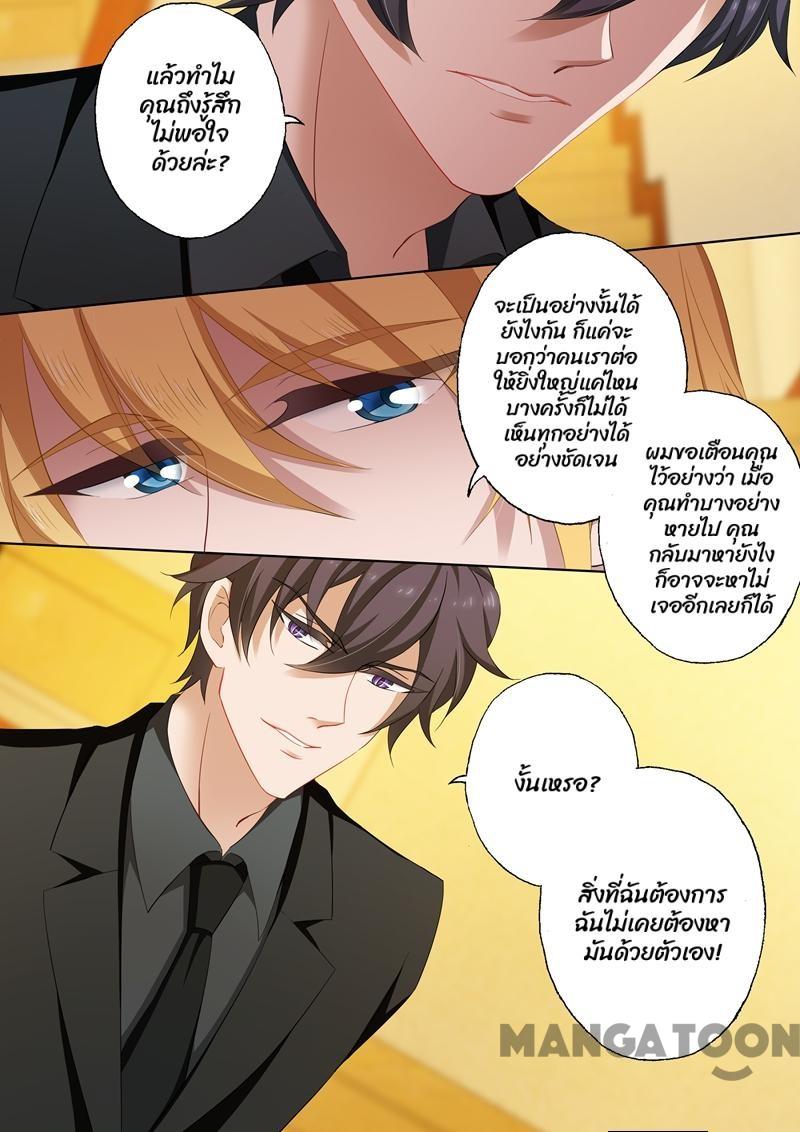 แล้วทำไม
คุณถึงรู้สึก
ไม่พอใจ
ด้วยล่ะ?
จะเป็นอย่างงั้นได้
ยังไงกัน ก็แค่จะ
บอกว่าคนเราต่อ
ให้ยิ่งใหญ่แค่ไหน
บางครั้งก็ไม่ได้
เห็นทุกอย่างได้
อย่างชัดเจน
ผมขอเตือนคุณ
ไว้อย่างว่า เมื่อ
คุณทำบางอย่าง
หายไป คุณ
กลับมาหายังไง
ก็อาจจะหาไม่
เจออีกเลยก็ได้
งั้นเหรอ?
สิ่งที่ฉันต้องการ
ฉันไม่เคยต้องหา
มันด้วยตัวเอง!
MANGATOON